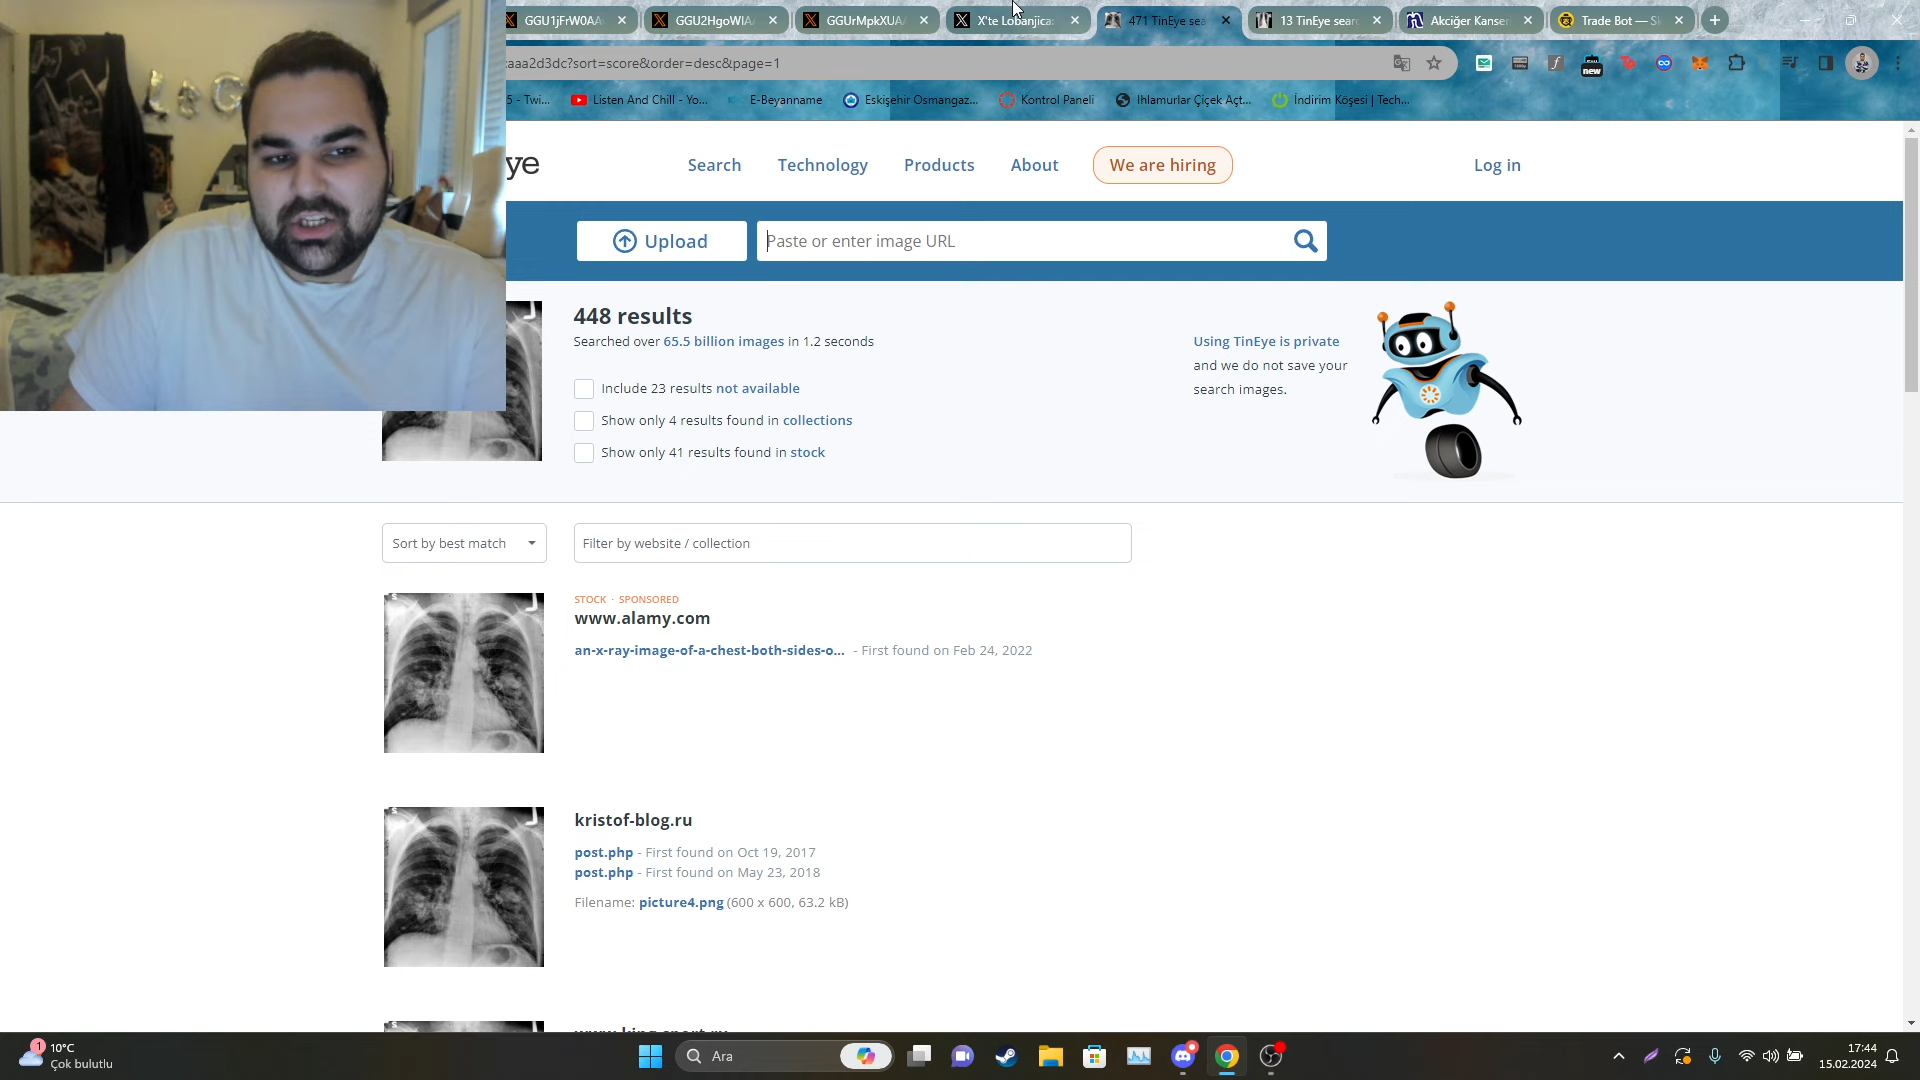 GGU1jFrW0AA
GGU2HgoWIA
GGUrMpkXUA
X'te Lobanjica:
471 TinEye sea
13 TinEye searc
Akciğer Kanser
Trade Bot — S
aaa2d3dc?sort=score&order=desc&page=1
new
5 - Twi...
Listen And Chill - Yo...
E-Beyanname
Eskişehir Osmangaz...
Kontrol Paneli
Ihlamurlar Çiçek Açt...
İndirim Köşesi | Tech...
ye
Search
Technology
Products
About
We are hiring
Log in
Upload
Paste or enter image URL
448 results
Searched over 65.5 billion images in 1.2 seconds
Include 23 results not available
Show only 4 results found in collections
Show only 41 results found in stock
Using TinEye is private
and we do not save your
search images.
Sort by best match
Filter by website / collection
STOCK · SPONSORED
www.alamy.com
an-x-ray-image-of-a-chest-both-sides-o... - First found on Feb 24, 2022
kristof-blog.ru
post.php - First found on Oct 19, 2017
post.php - First found on May 23, 2018
Filename: picture4.png (600 x 600, 63.2 kB)
1
10°C
Çok bulutlu
Ara
17:44
15.02.2024